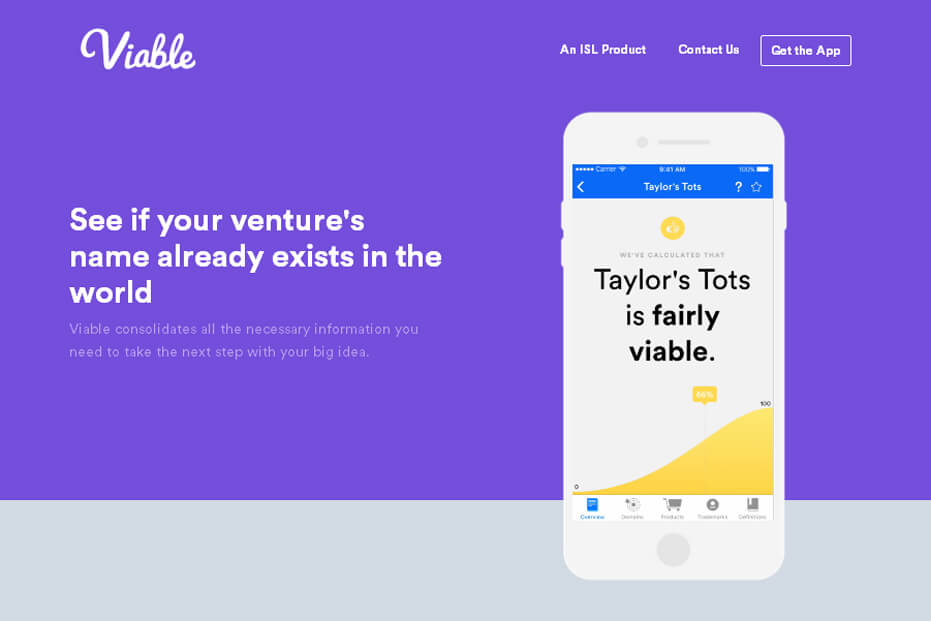 Viable
An ISL Product
Contact Us
Get the App
See if your venture's
name already exists in the
world
Viable consolidates all the necessary information you
need to take the next step with your big idea.
Carrier
9:41 AM
100%
Taylor's Tots
?
WE'VE CALCULATED THAT
Taylor's Tots
is fairly
viable.
66%
100
0
Overview
Domains
Products
Trademarks
Definitions